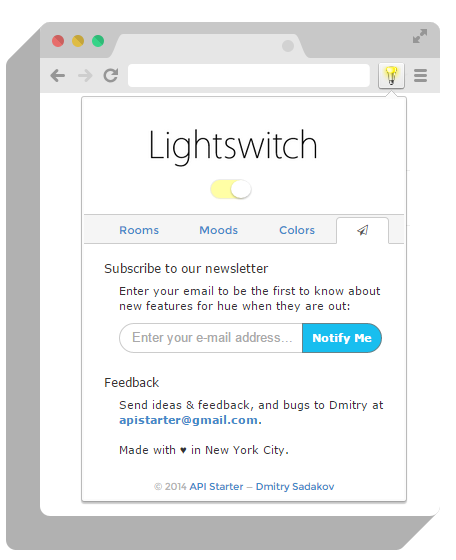 Lightswitch
Rooms Moods Colors
Subscribe to our newsletter
Enter your email to be the first to know about
new features for hue when they are out:
Enter your e-mail address... Notify Me
Feedback
Send ideas & feedback, and bugs to Dmitry at
apistarter@gmail.com.
Made with ♥ in New York City.
© 2014 API Starter – Dmitry Sadakov